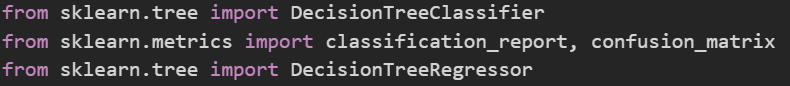 from sklearn.tree import DecisionTreeClassifier
from sklearn.metrics import classification_report, confusion_matrix
from sklearn.tree import DecisionTreeRegressor